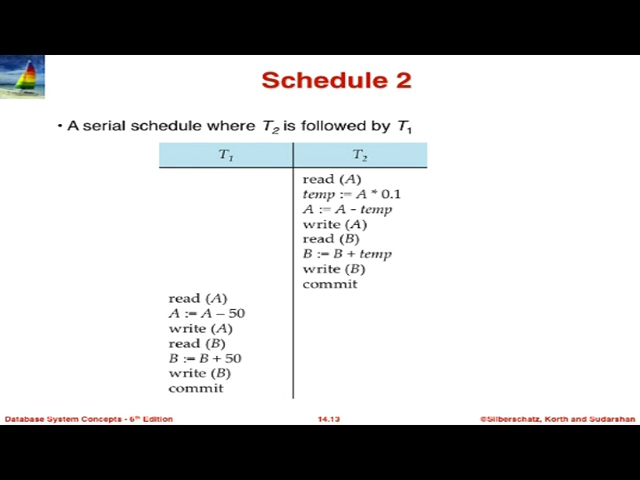 Schedule 2
• A serial schedule where T2 is followed by T1
T1 T2
read (A)
temp := A * 0.1
A := A - temp
write (A)
read (B)
B := B + temp
write (B)
commit
read (A)
A := A – 50
write (A)
read (B)
B := B + 50
write (B)
commit
Database System Concepts - 6th Edition 14.13 ©Silberschatz, Korth and Sudarshan